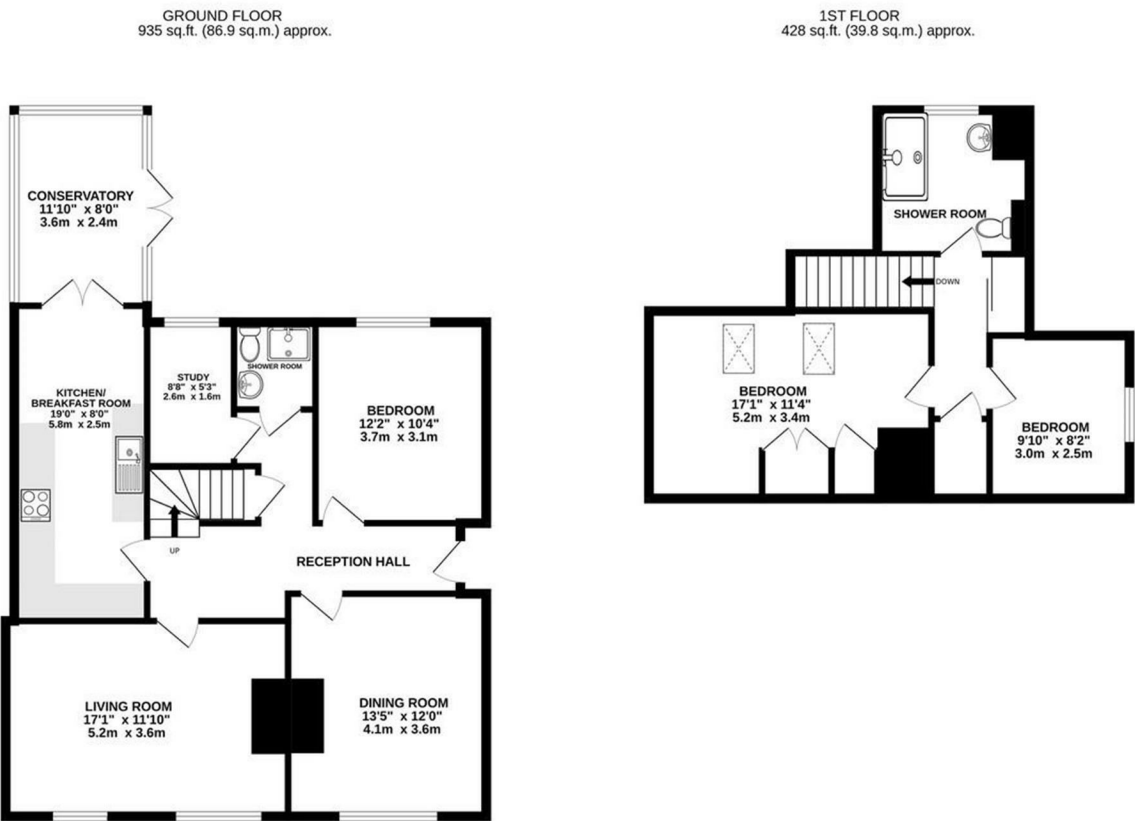 GROUND FLOOR
935 sq.ft. (86.9 sq.m.) approx.
CONSERVATORY
11'10" x 8'0"
3.6m x 2.4m
KITCHEN/
BREAKFAST ROOM
19'0" x 8'0"
5.8m x 2.5m
STUDY
8'8" x 5'3"
2.6m x 1.6m
SHOWER ROOM
BEDROOM
12'2" x 10'4"
3.7m x 3.1m
UP
RECEPTION HALL
LIVING ROOM
17'1" x 11'10"
5.2m x 3.6m
DINING ROOM
13'5" x 12'0"
4.1m x 3.6m
1ST FLOOR
428 sq.ft. (39.8 sq.m.) approx.
SHOWER ROOM
DOWN
BEDROOM
17'1" x 11'4"
5.2m x 3.4m
BEDROOM
9'10" x 8'2"
3.0m x 2.5m